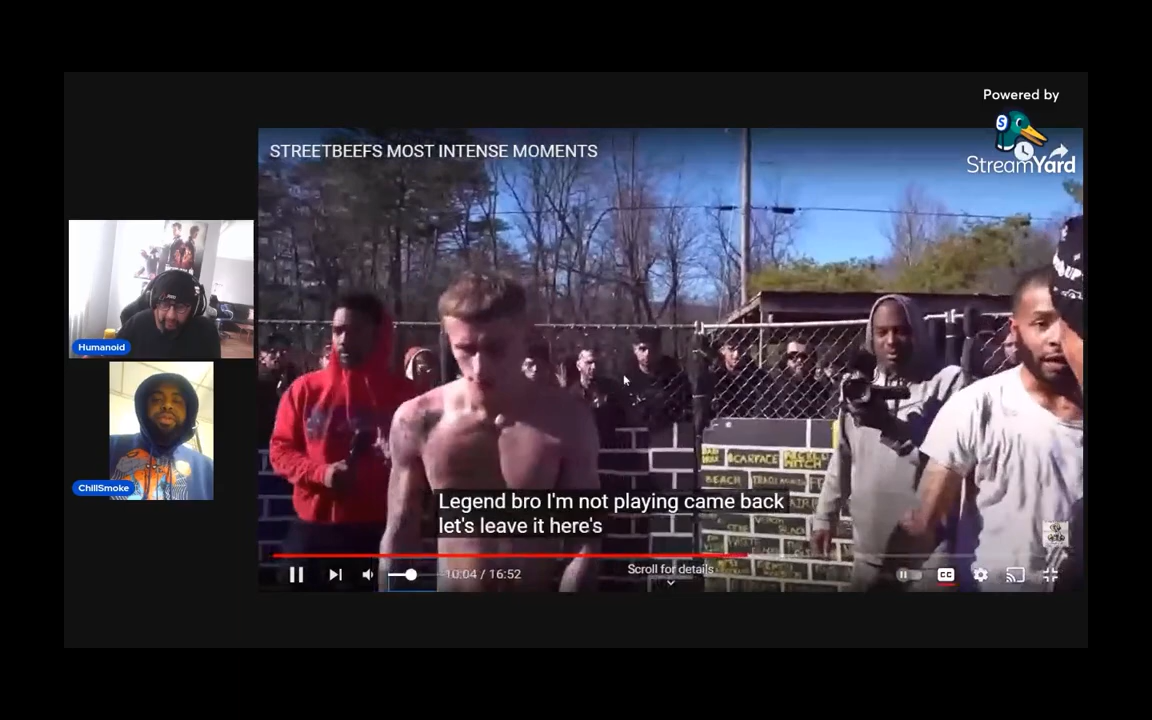 Powered by
StreamYard
STREETBEEFS MOST INTENSE MOMENTS
Humanoid
ChillSmoke
SCARFACE
BEACH
Legend bro I'm not playing came back
let's leave it here's
10:04 / 16:52
Scroll for details
CC